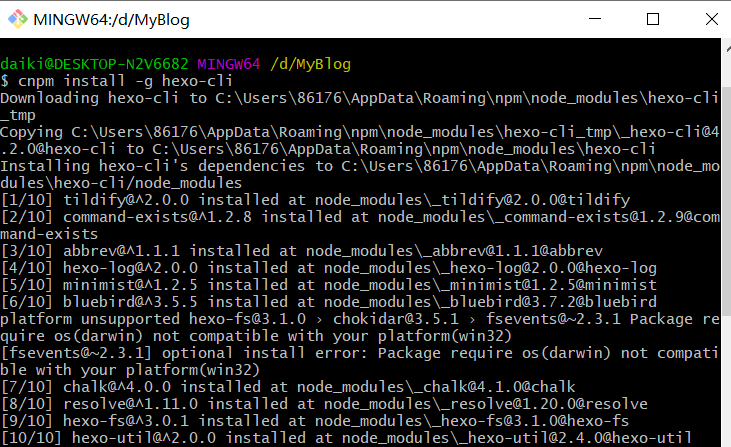 MINGW64:/d/MyBlog
daiki@DESKTOP-N2V6682 MINGW64 /d/MyBlog
$ cnpm install -g hexo-cli
Downloading hexo-cli to C:\Users\86176\AppData\Roaming\npm\node_modules\hexo-cli
_tmp
Copying C:\Users\86176\AppData\Roaming\npm\node_modules\hexo-cli_tmp\_hexo-cli@4
.2.0@hexo-cli to C:\Users\86176\AppData\Roaming\npm\node_modules\hexo-cli
Installing hexo-cli's dependencies to C:\Users\86176\AppData\Roaming\npm\node_mo
dules\hexo-cli/node_modules
[1/10] tildify@^2.0.0 installed at node_modules\_tildify@2.0.0@tildify
[2/10] command-exists@^1.2.8 installed at node_modules\_command-exists@1.2.9@com
mand-exists
[3/10] abbrev@^1.1.1 installed at node_modules\_abbrev@1.1.1@abbrev
[4/10] hexo-log@^2.0.0 installed at node_modules\_hexo-log@2.0.0@hexo-log
[5/10] minimist@^1.2.5 installed at node_modules\_minimist@1.2.5@minimist
[6/10] bluebird@^3.5.5 installed at node_modules\_bluebird@3.7.2@bluebird
platform unsupported hexo-fs@3.1.0 › chokidar@3.5.1 › fsevents@~2.3.1 Package re
quire os(darwin) not compatible with your platform(win32)
[fsevents@~2.3.1] optional install error: Package require os(darwin) not compati
ble with your platform(win32)
[7/10] chalk@^4.0.0 installed at node_modules\_chalk@4.1.0@chalk
[8/10] resolve@^1.11.0 installed at node_modules\_resolve@1.20.0@resolve
[9/10] hexo-fs@^3.0.1 installed at node_modules\_hexo-fs@3.1.0@hexo-fs
[10/10] hexo-util@^2.0.0 installed at node_modules\_hexo-util@2.4.0@hexo-util